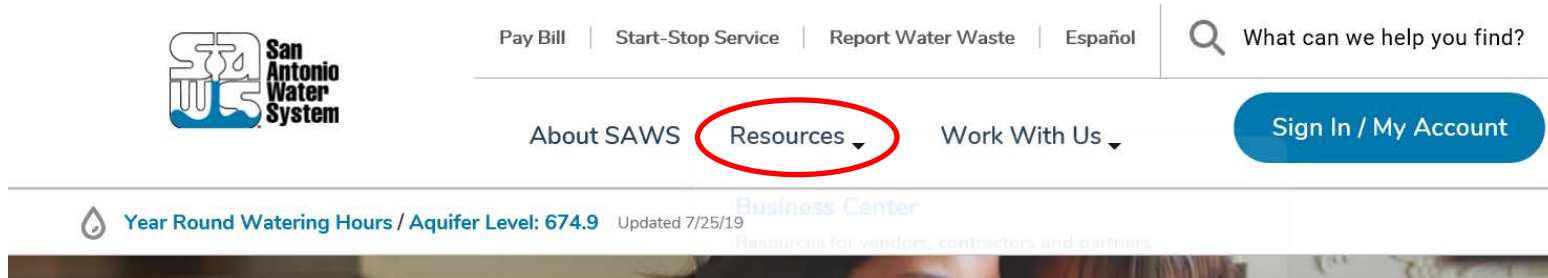 San
Antonio
Water
System
Pay Bill | Start-Stop Service | Report Water Waste | Español
What can we help you find?
About SAWS Resources Work With Us
Sign In / My Account
Year Round Watering Hours / Aquifer Level: 674.9 Updated 7/25/19
Business Center
Resources for vendors, contractors and partners